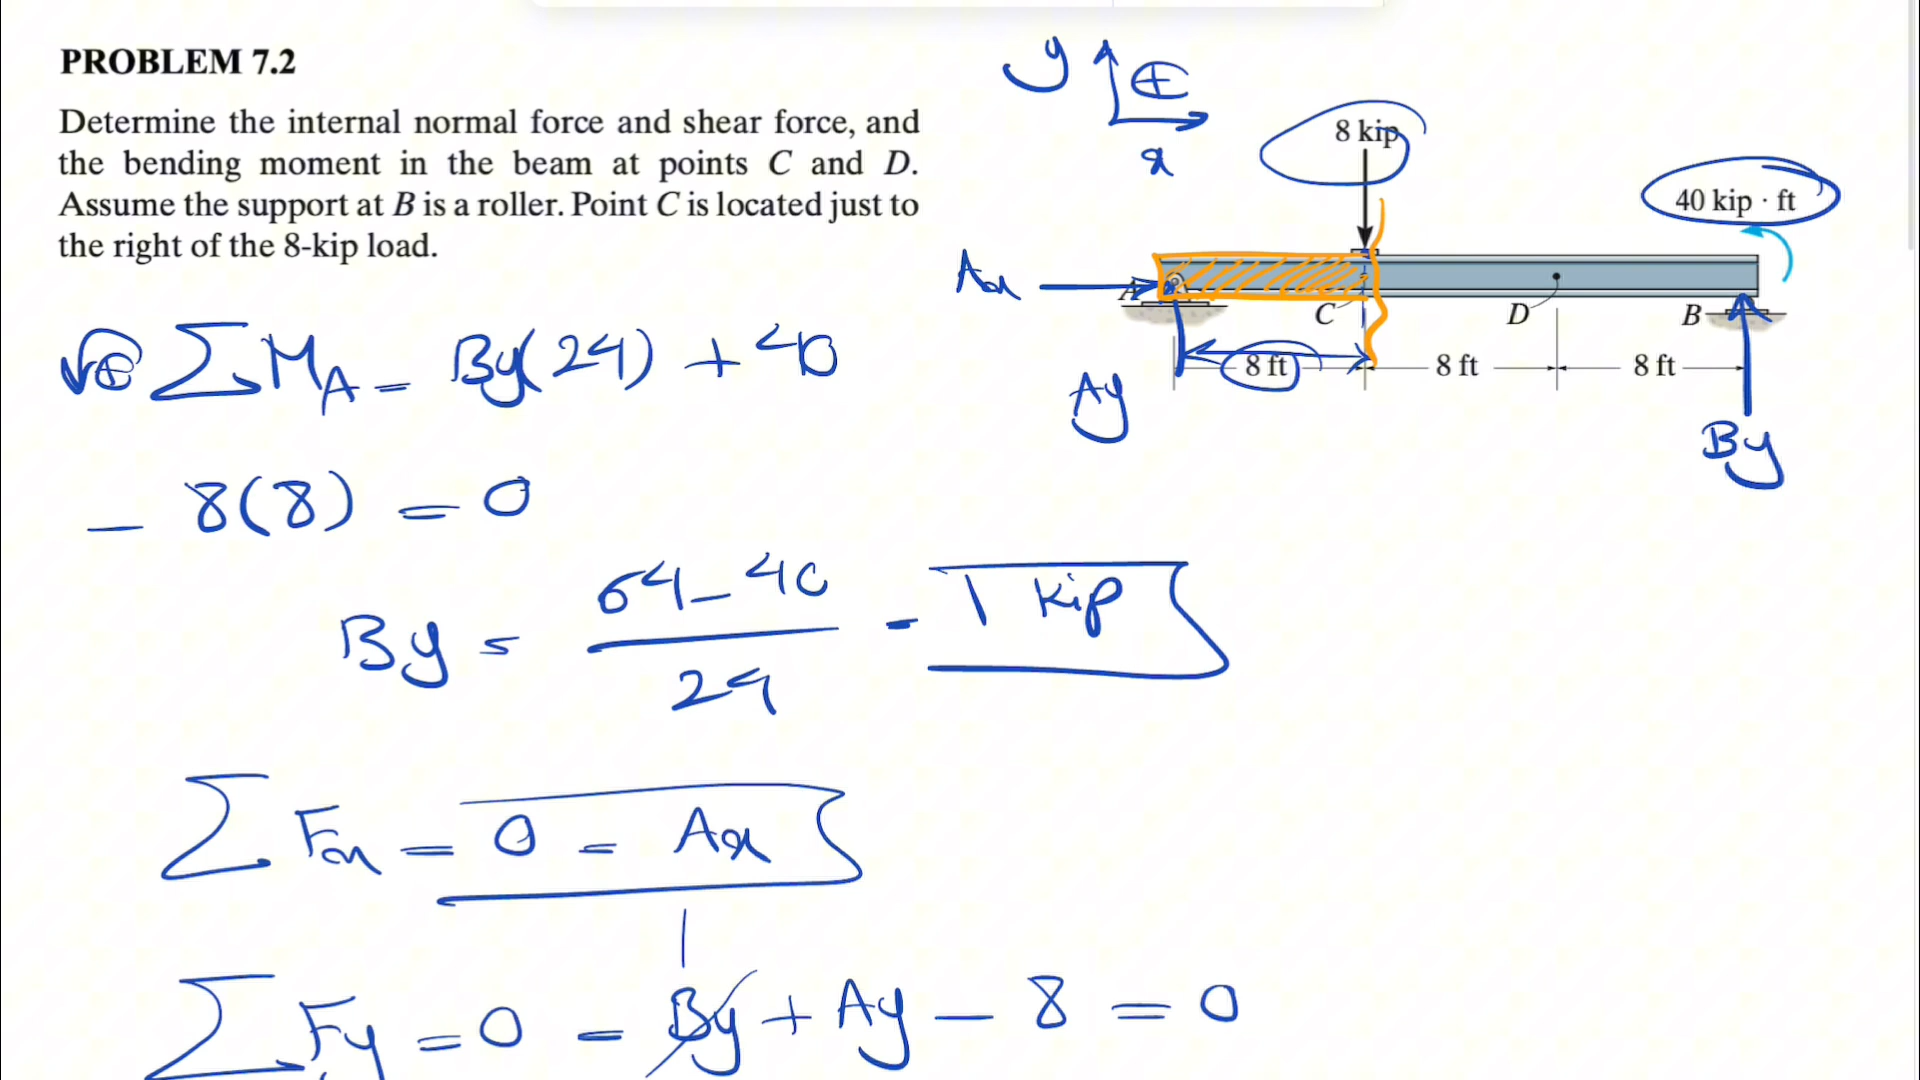 PROBLEM 7.2
Determine the internal normal force and shear force, and
the bending moment in the beam at points C and D.
Assume the support at B is a roller. Point C is located just to
the right of the 8-kip load.
y
⊕
x
8 kip
40 kip · ft
Ax
A
C
D
B
8 ft
8 ft
8 ft
Ay
By
⊕ ΣM_A = By(24) + 40
− 8(8) = 0
By = 64 − 40 / 24 = 1 kip
ΣFx = 0 = Ax
1
ΣFy = 0 = By + Ay − 8 = 0